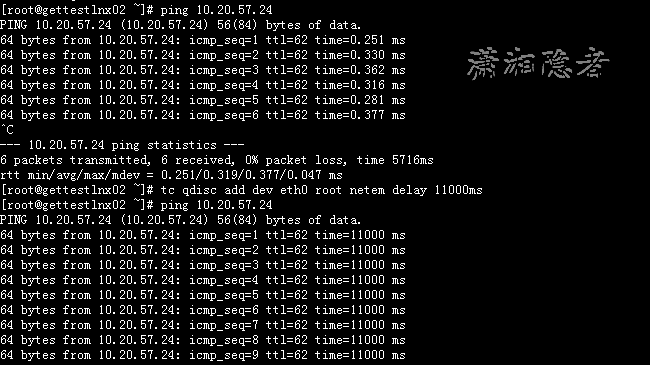 [root@gettestlnx02 ~]# ping 10.20.57.24
PING 10.20.57.24 (10.20.57.24) 56(84) bytes of data.
64 bytes from 10.20.57.24: icmp_seq=1 ttl=62 time=0.251 ms
64 bytes from 10.20.57.24: icmp_seq=2 ttl=62 time=0.330 ms
64 bytes from 10.20.57.24: icmp_seq=3 ttl=62 time=0.362 ms
64 bytes from 10.20.57.24: icmp_seq=4 ttl=62 time=0.316 ms
64 bytes from 10.20.57.24: icmp_seq=5 ttl=62 time=0.281 ms
64 bytes from 10.20.57.24: icmp_seq=6 ttl=62 time=0.377 ms
潇湘隐者
^C
--- 10.20.57.24 ping statistics ---
6 packets transmitted, 6 received, 0% packet loss, time 5716ms
rtt min/avg/max/mdev = 0.251/0.319/0.377/0.047 ms
[root@gettestlnx02 ~]# tc qdisc add dev eth0 root netem delay 11000ms
[root@gettestlnx02 ~]# ping 10.20.57.24
PING 10.20.57.24 (10.20.57.24) 56(84) bytes of data.
64 bytes from 10.20.57.24: icmp_seq=1 ttl=62 time=11000 ms
64 bytes from 10.20.57.24: icmp_seq=2 ttl=62 time=11000 ms
64 bytes from 10.20.57.24: icmp_seq=3 ttl=62 time=11000 ms
64 bytes from 10.20.57.24: icmp_seq=4 ttl=62 time=11000 ms
64 bytes from 10.20.57.24: icmp_seq=5 ttl=62 time=11000 ms
64 bytes from 10.20.57.24: icmp_seq=6 ttl=62 time=11000 ms
64 bytes from 10.20.57.24: icmp_seq=7 ttl=62 time=11000 ms
64 bytes from 10.20.57.24: icmp_seq=8 ttl=62 time=11000 ms
64 bytes from 10.20.57.24: icmp_seq=9 ttl=62 time=11000 ms